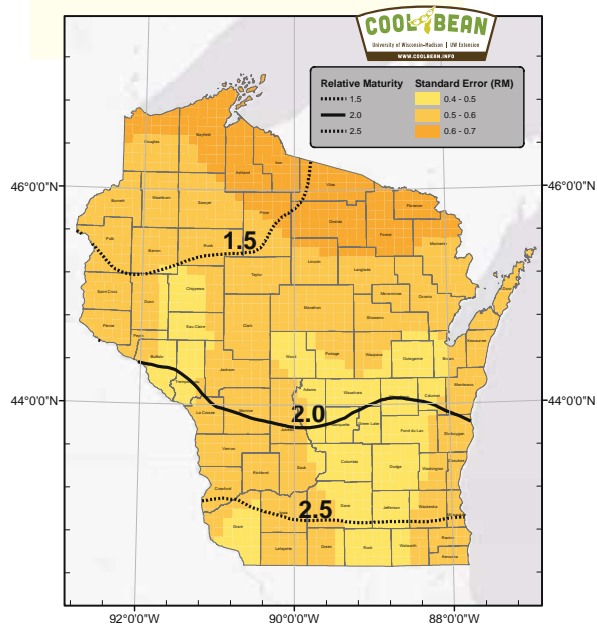 COOL BEAN
University of Wisconsin-Madison | UW Extension
WWW.COOLBEAN.INFO
Relative Maturity
1.5
2.0
2.5
Standard Error (RM)
0.4 - 0.5
0.5 - 0.6
0.6 - 0.7
46°0'0"N
46°0'0"N
44°0'0"N
44°0'0"N
92°0'0"W
90°0'0"W
88°0'0"W
1.5
2.0
2.5
Douglas
Bayfield
Ashland
Iron
Vilas
Burnett
Washburn
Sawyer
Price
Oneida
Florence
Forest
Marinette
Polk
Barron
Rusk
Lincoln
Langlade
Taylor
Saint Croix
Dunn
Chippewa
Marathon
Menominee
Oconto
Door
Shawano
Pierce
Pepin
Eau Claire
Clark
Kewaunee
Buffalo
Trempealeau
Jackson
Wood
Portage
Waupaca
Outagamie
Brown
Manitowoc
La Crosse
Monroe
Adams
Waushara
Calumet
Juneau
Green Lake
Fond du Lac
Sheboygan
Vernon
Richland
Sauk
Columbia
Dodge
Washington
Ozaukee
Crawford
Grant
Iowa
Dane
Jefferson
Waukesha
Lafayette
Green
Rock
Walworth
Racine
Kenosha